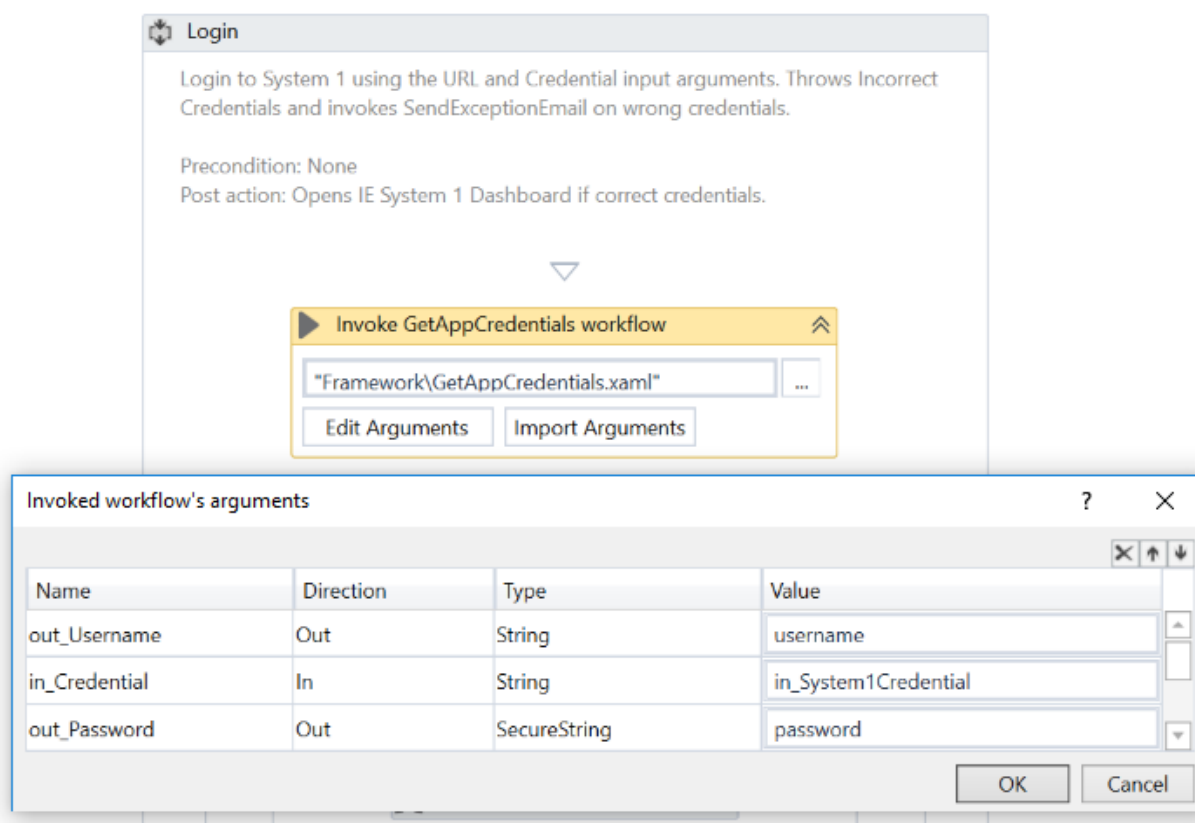 Login
Login to System 1 using the URL and Credential input arguments. Throws Incorrect
Credentials and invokes SendExceptionEmail on wrong credentials.
Precondition: None
Post action: Opens IE System 1 Dashboard if correct credentials.
Invoke GetAppCredentials workflow
"Framework\GetAppCredentials.xaml"
...
Edit Arguments
Import Arguments
Invoked workflow's arguments
?
Name Direction Type Value
out_Username Out String username
in_Credential In String in_System1Credential
out_Password Out SecureString password
OK
Cancel